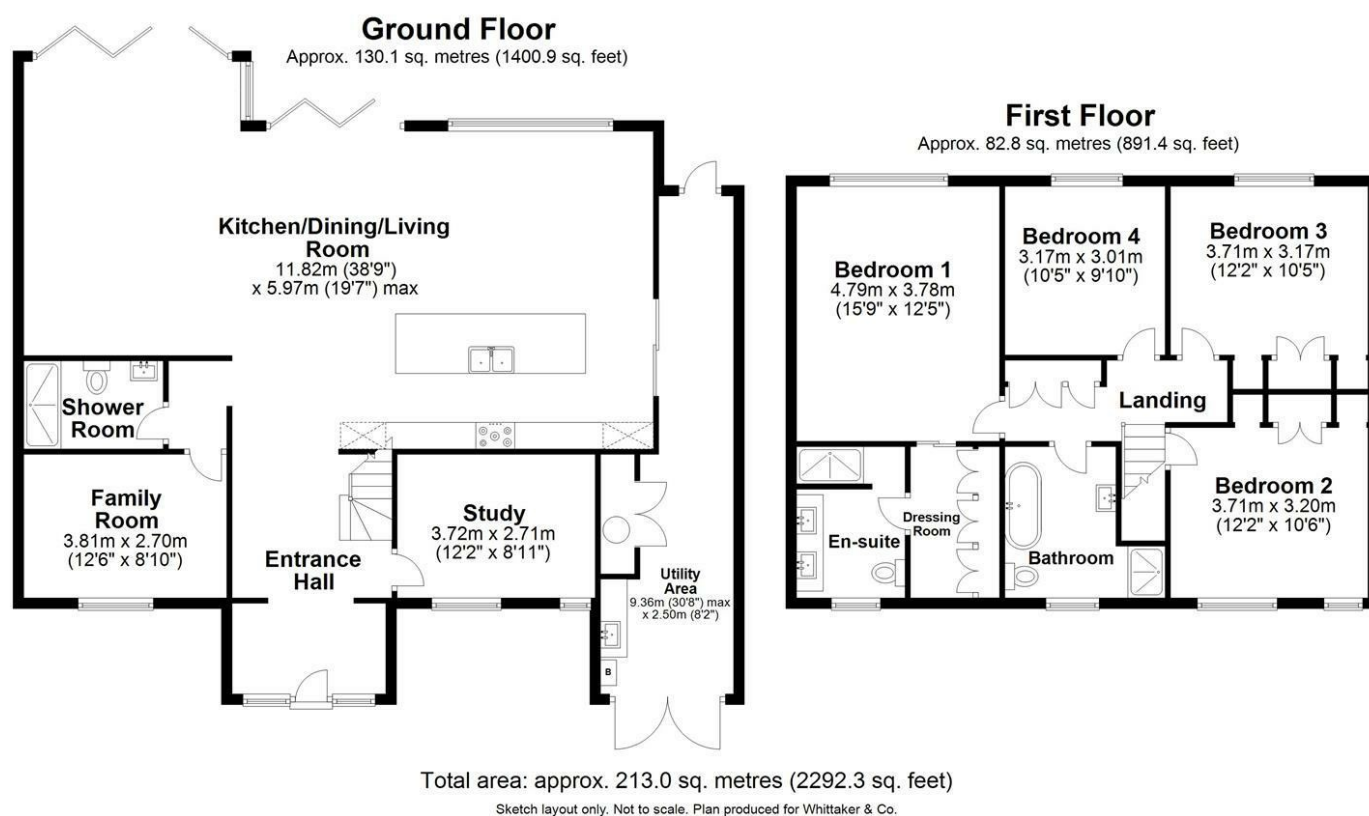 Ground Floor
Approx. 130.1 sq. metres (1400.9 sq. feet)
Kitchen/Dining/Living
Room
11.82m (38'9")
x 5.97m (19'7") max
Shower
Room
Family
Room
3.81m x 2.70m
(12'6" x 8'10")
Entrance
Hall
Study
3.72m x 2.71m
(12'2" x 8'11")
Utility
Area
9.36m (30'8") max
x 2.50m (8'2")
B
First Floor
Approx. 82.8 sq. metres (891.4 sq. feet)
Bedroom 1
4.79m x 3.78m
(15'9" x 12'5")
Bedroom 4
3.17m x 3.01m
(10'5" x 9'10")
Bedroom 3
3.71m x 3.17m
(12'2" x 10'5")
Landing
En-suite
Dressing
Room
Bathroom
Bedroom 2
3.71m x 3.20m
(12'2" x 10'6")
Total area: approx. 213.0 sq. metres (2292.3 sq. feet)
Sketch layout only. Not to scale. Plan produced for Whittaker & Co.